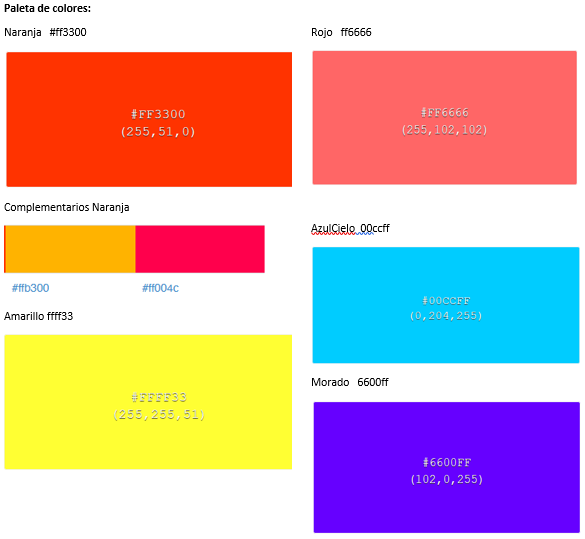 Paleta de colores:
Naranja #ff3300
#FF3300
(255,51,0)
Complementarios Naranja
#ffb300 #ff004c
Amarillo ffff33
#FFFF33
(255,255,51)
Rojo ff6666
#FF6666
(255,102,102)
AzulCielo 00ccff
#00CCFF
(0,204,255)
Morado 6600ff
#6600FF
(102,0,255)